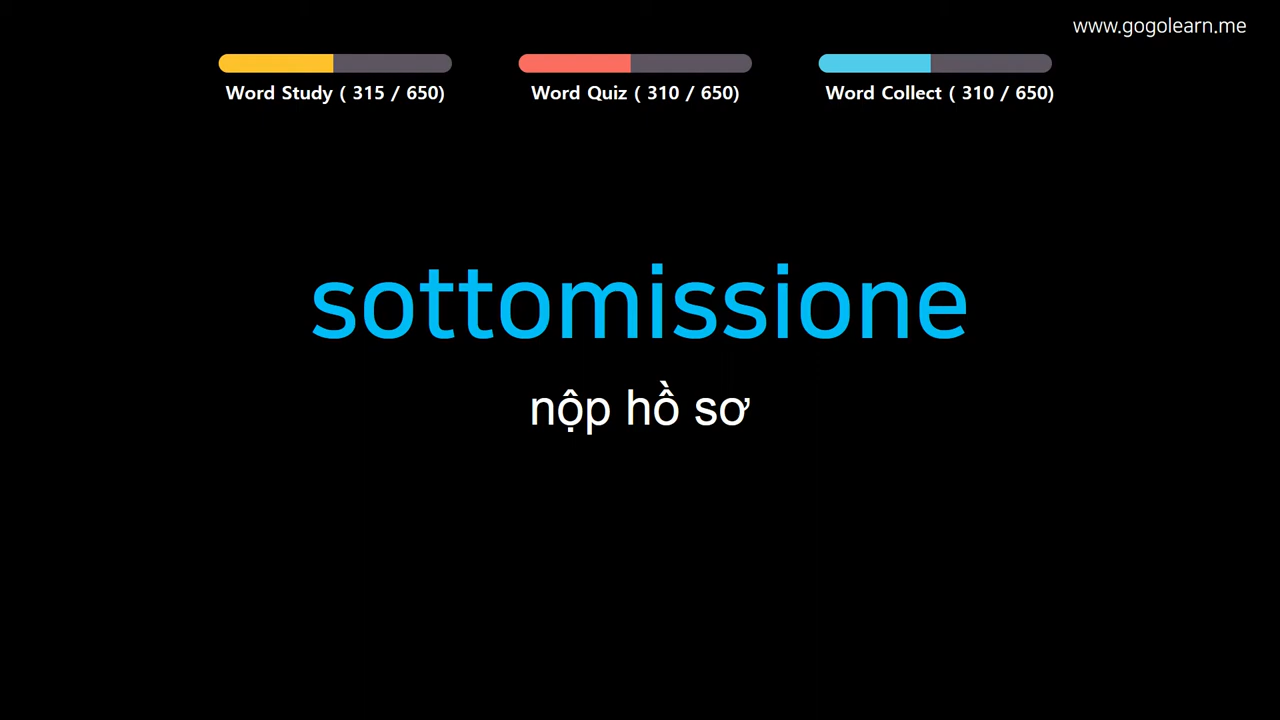 www.gogolearn.me
Word Study ( 315 / 650)
Word Quiz ( 310 / 650)
Word Collect ( 310 / 650)
sottomissione
nộp hồ sơ